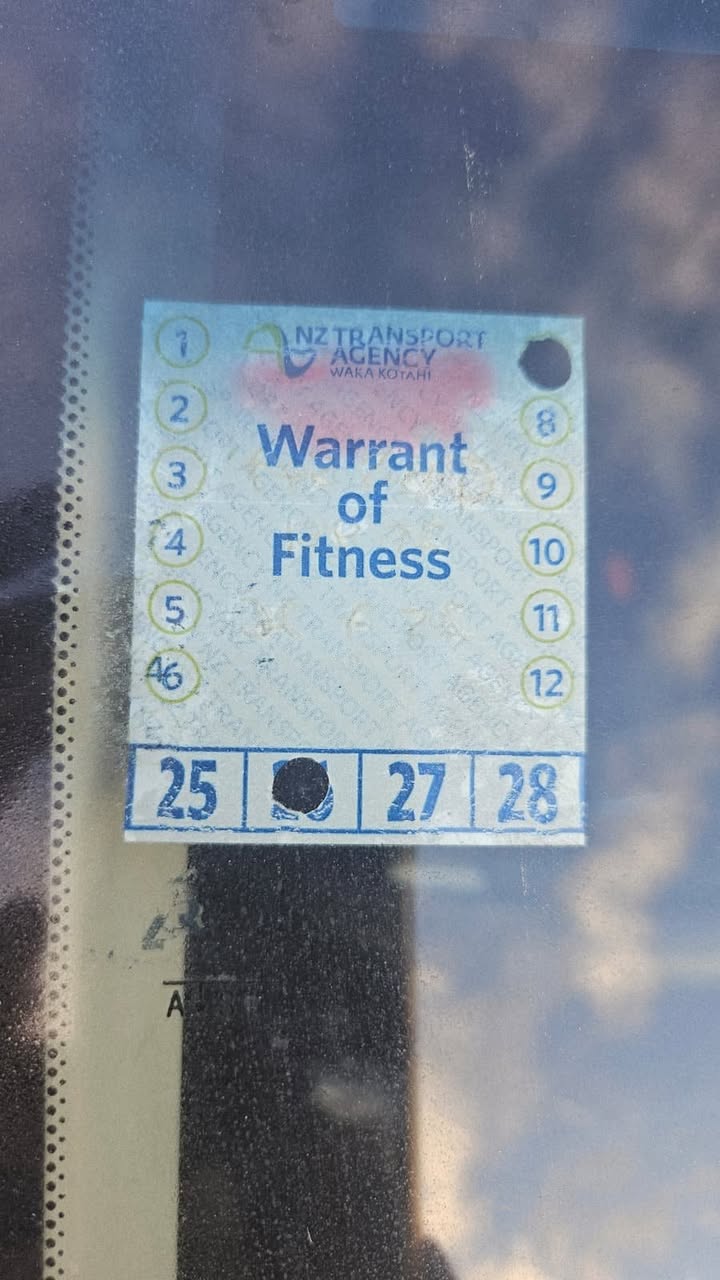 NZ TRANSPORT
AGENCY
WAKA KOTAHI
1
2
3
4
5
6
8
9
10
11
12
Warrant
of
Fitness
25
27
28
A